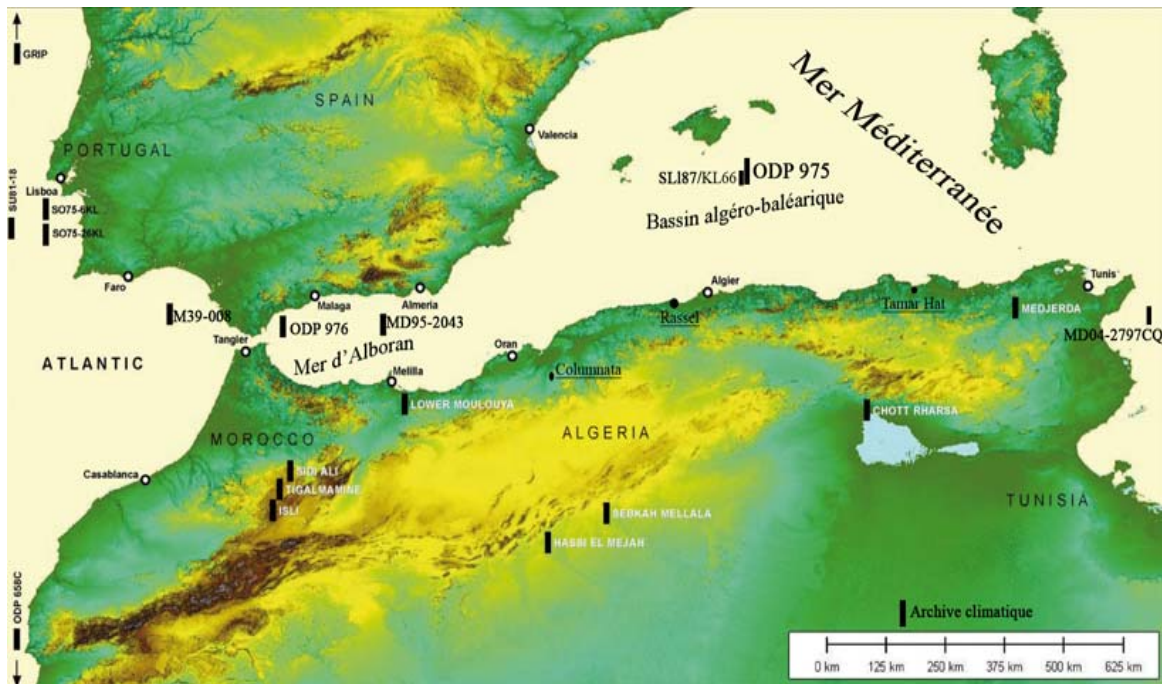 GRIP
SPAIN
Mer Méditerranée
Valencia
PORTUGAL
Lisboa
SU81-18
SO75-6KL
SO75-26KL
SL187/KL66
ODP 975
Bassin algéro-baléarique
Faro
Malaga
Almeria
Algier
Tunis
Rassel
Tamar Hat
MEDJERDA
M39-008
ODP 976
MD95-2043
MD04-2797CQ
Tangier
Mer d'Alboran
Oran
ATLANTIC
Melilla
Columnata
LOWER MOULOUYA
CHOTT RHARSA
MOROCCO
ALGERIA
Casablanca
SIDI ALI
TIGALMAMINE
ISLI
SEBKAH MELLALA
TUNISIA
HASSI EL MEJAH
ODP 658C
Archive climatique
0 km 125 km 250 km 375 km 500 km 625 km